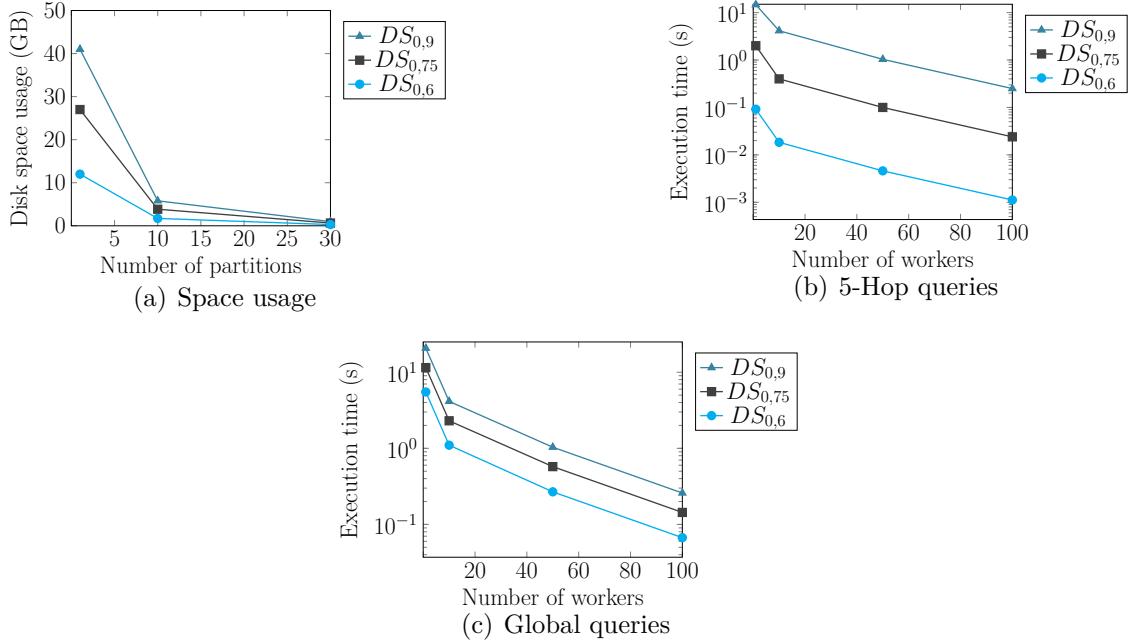 Disk space usage (GB)
50
40
30
20
10
0
5 10 15 20 25 30
Number of partitions
DS0,9
DS0,75
DS0,6
(a) Space usage
Execution time (s)
10^1
10^0
10^-1
10^-2
10^-3
20 40 60 80 100
Number of workers
DS0,9
DS0,75
DS0,6
(b) 5-Hop queries
Execution time (s)
10^1
10^0
10^-1
20 40 60 80 100
Number of workers
DS0,9
DS0,75
DS0,6
(c) Global queries